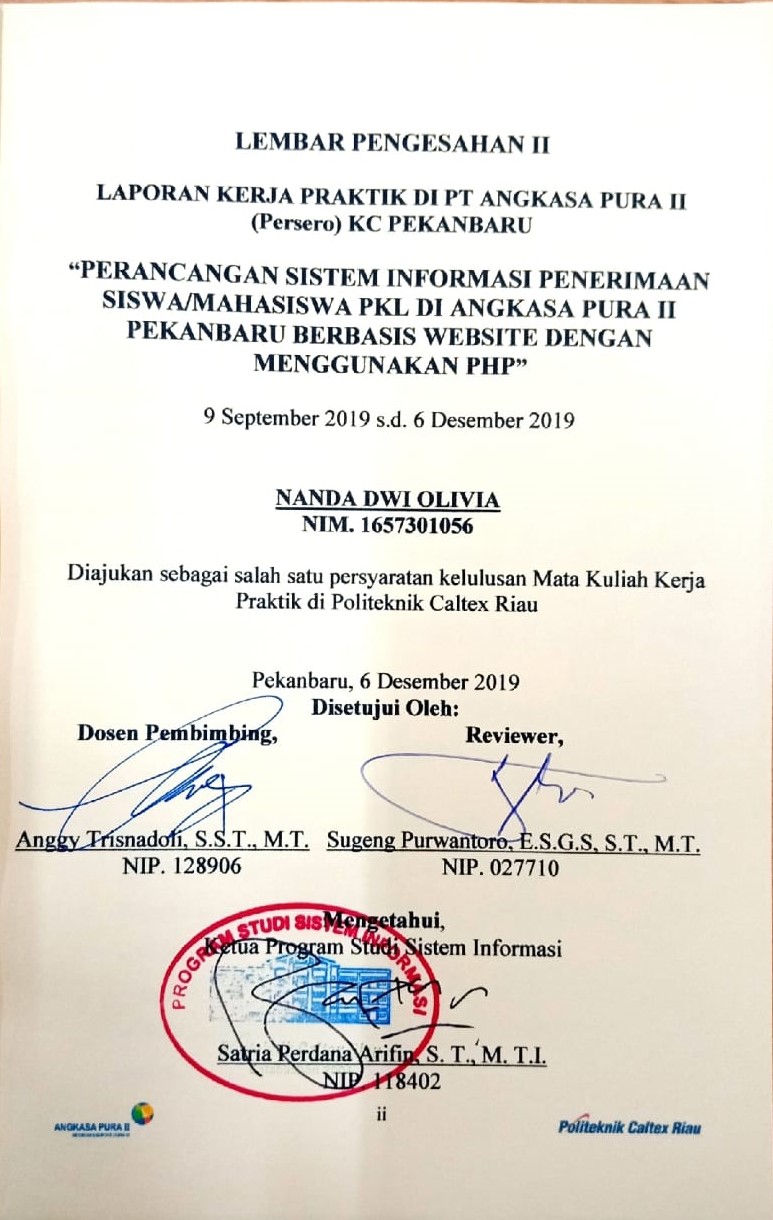 LEMBAR PENGESAHAN II
LAPORAN KERJA PRAKTIK DI PT ANGKASA PURA II
(Persero) KC PEKANBARU
“PERANCANGAN SISTEM INFORMASI PENERIMAAN
SISWA/MAHASISWA PKL DI ANGKASA PURA II
PEKANBARU BERBASIS WEBSITE DENGAN
MENGGUNAKAN PHP”
9 September 2019 s.d. 6 Desember 2019
NANDA DWI OLIVIA
NIM. 1657301056
Diajukan sebagai salah satu persyaratan kelulusan Mata Kuliah Kerja
Praktik di Politeknik Caltex Riau
Pekanbaru, 6 Desember 2019
Disetujui Oleh:
Dosen Pembimbing, Reviewer,
Anggy Trisnadoli, S.S.T., M.T. Sugeng Purwantoro, E.S.G.S, S.T., M.T.
NIP. 128906 NIP. 027710
Mengetahui,
PROGRAM STUDI SISTEM INFORMASI
Ketua Program Studi Sistem Informasi
Satria Perdana Arifin, S. T., M. T.I.
NIP. 118402
ii
ANGKASA PURA II Politeknik Caltex Riau